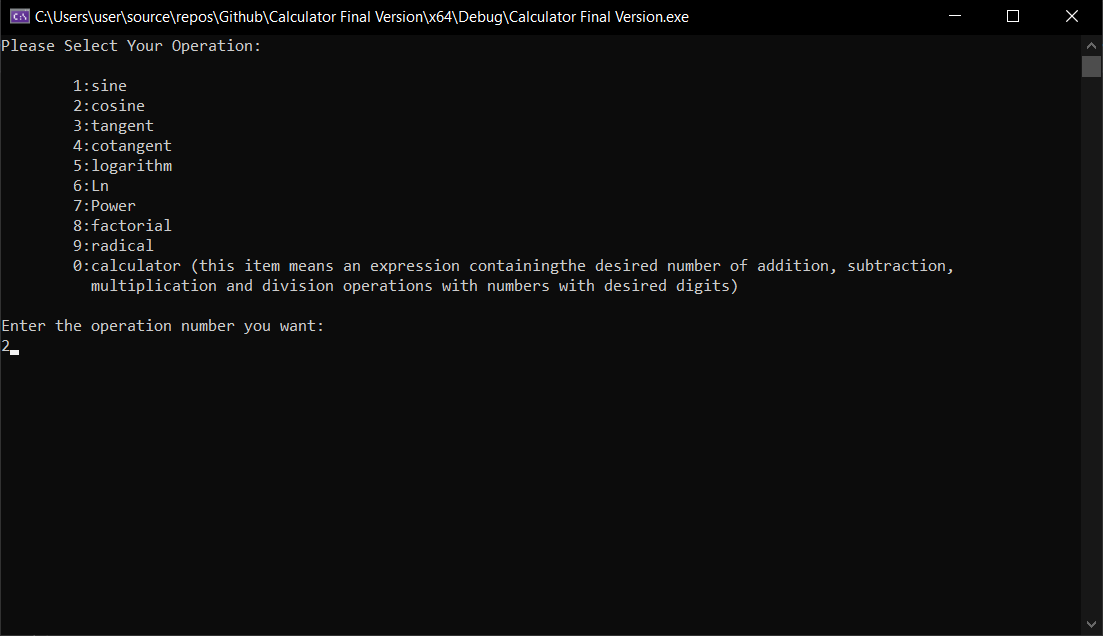 C:\Users\user\source\repos\Github\Calculator Final Version\x64\Debug\Calculator Final Version.exe
Please Select Your Operation:
1:sine
2:cosine
3:tangent
4:cotangent
5:logarithm
6:Ln
7:Power
8:factorial
9:radical
0:calculator (this item means an expression containingthe desired number of addition, subtraction,
multiplication and division operations with numbers with desired digits)
Enter the operation number you want:
2